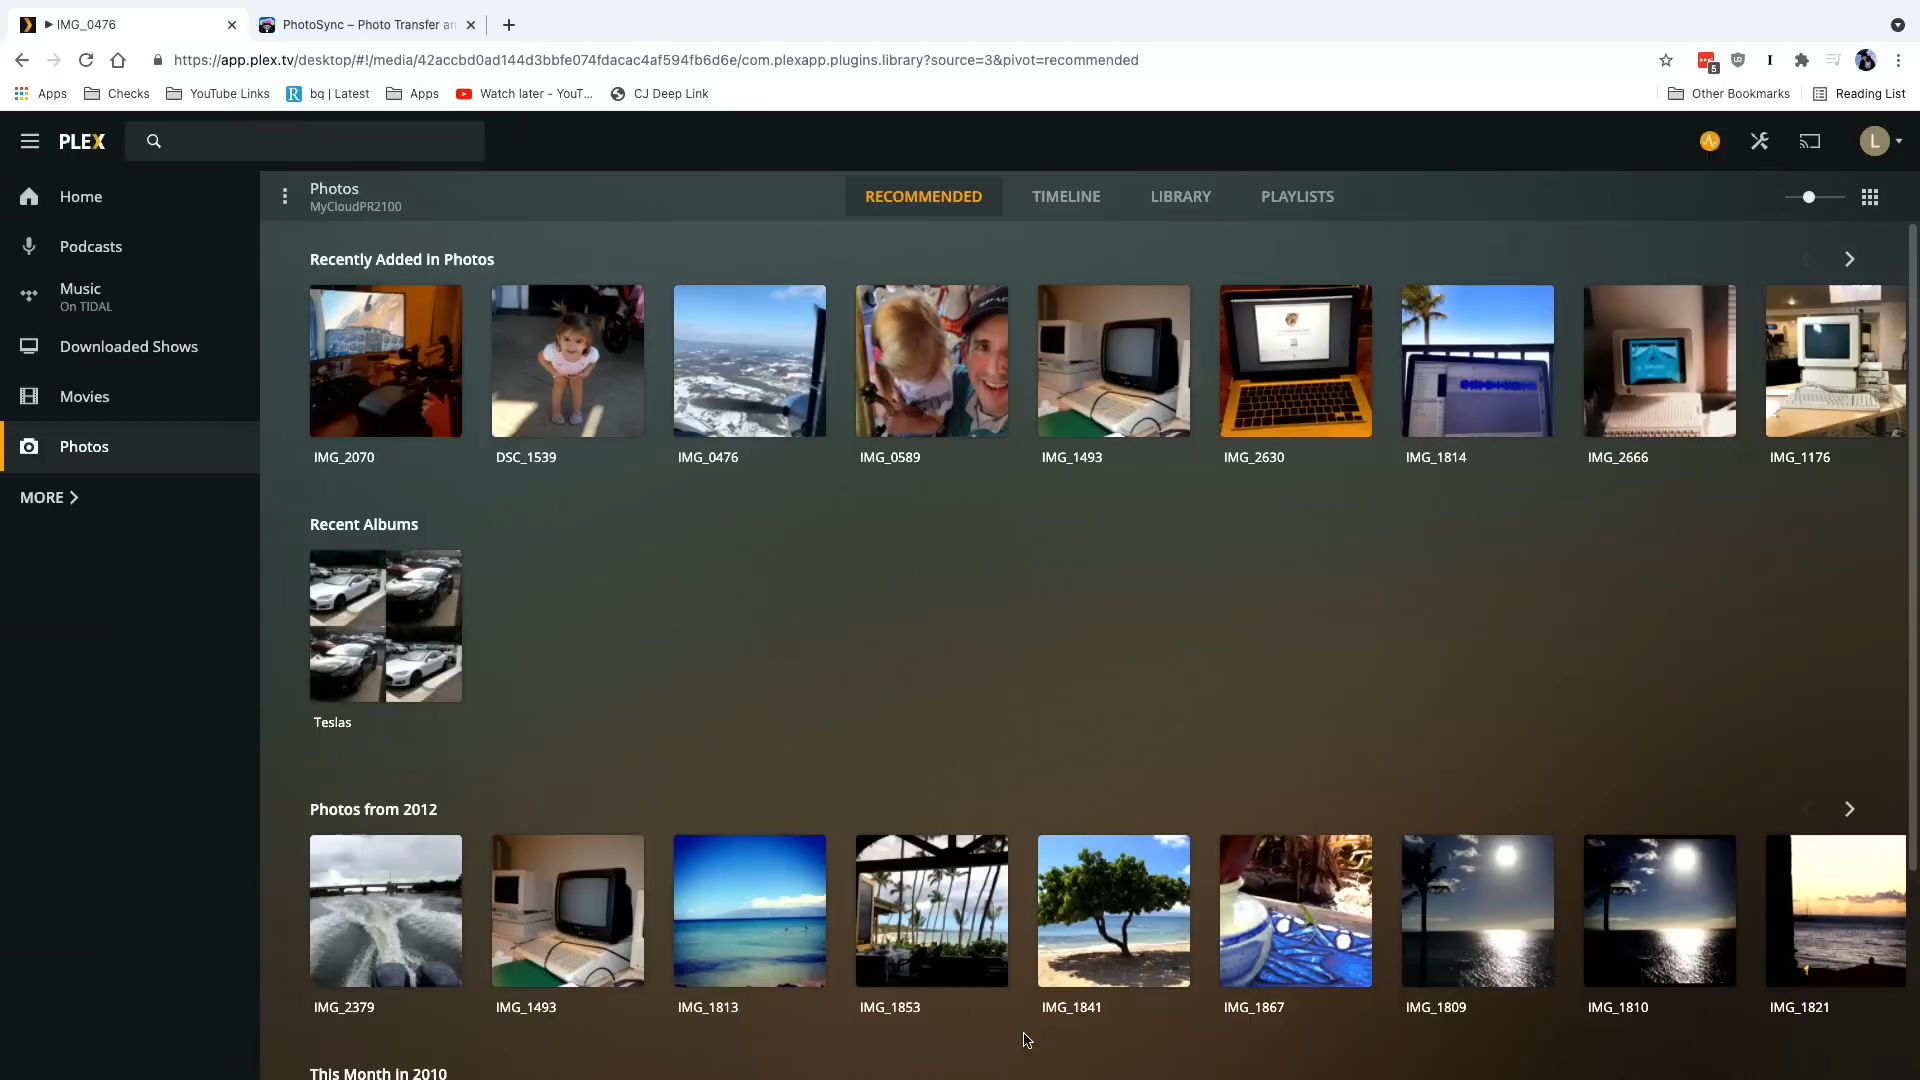 IMG_0476
PhotoSync – Photo Transfer an
https://app.plex.tv/desktop/#!/media/42accbd0ad144d3bbfe074fdacac4af594fb6d6e/com.plexapp.plugins.library?source=3&pivot=recommended
5
Apps
Checks
YouTube Links
bq | Latest
Apps
Watch later - YouT...
CJ Deep Link
Other Bookmarks
Reading List
PLEX
L
Home
Podcasts
Music
On TIDAL
Downloaded Shows
Movies
Photos
MORE
Photos
MyCloudPR2100
RECOMMENDED
TIMELINE
LIBRARY
PLAYLISTS
Recently Added in Photos
IMG_2070
DSC_1539
IMG_0476
IMG_0589
IMG_1493
IMG_2630
IMG_1814
IMG_2666
IMG_1176
Recent Albums
Teslas
Photos from 2012
IMG_2379
IMG_1493
IMG_1813
IMG_1853
IMG_1841
IMG_1867
IMG_1809
IMG_1810
IMG_1821
This Month in 2010